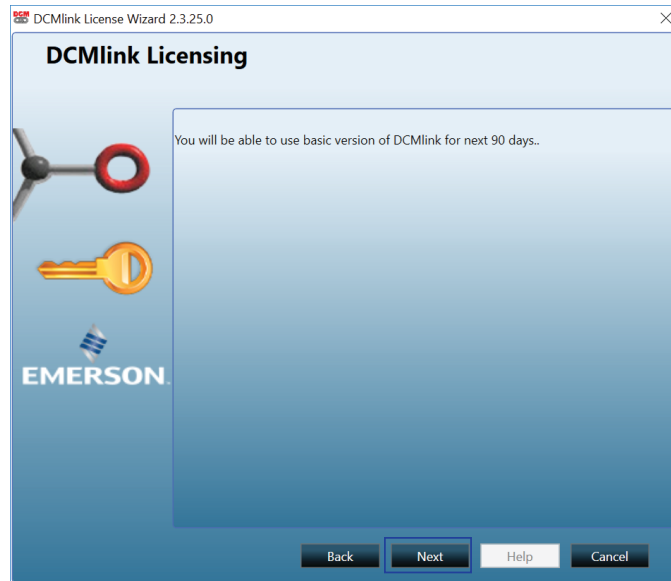 DCM
DCMlink License Wizard 2.3.25.0
DCMlink Licensing
You will be able to use basic version of DCMlink for next 90 days..
EMERSON.
Back
Next
Help
Cancel